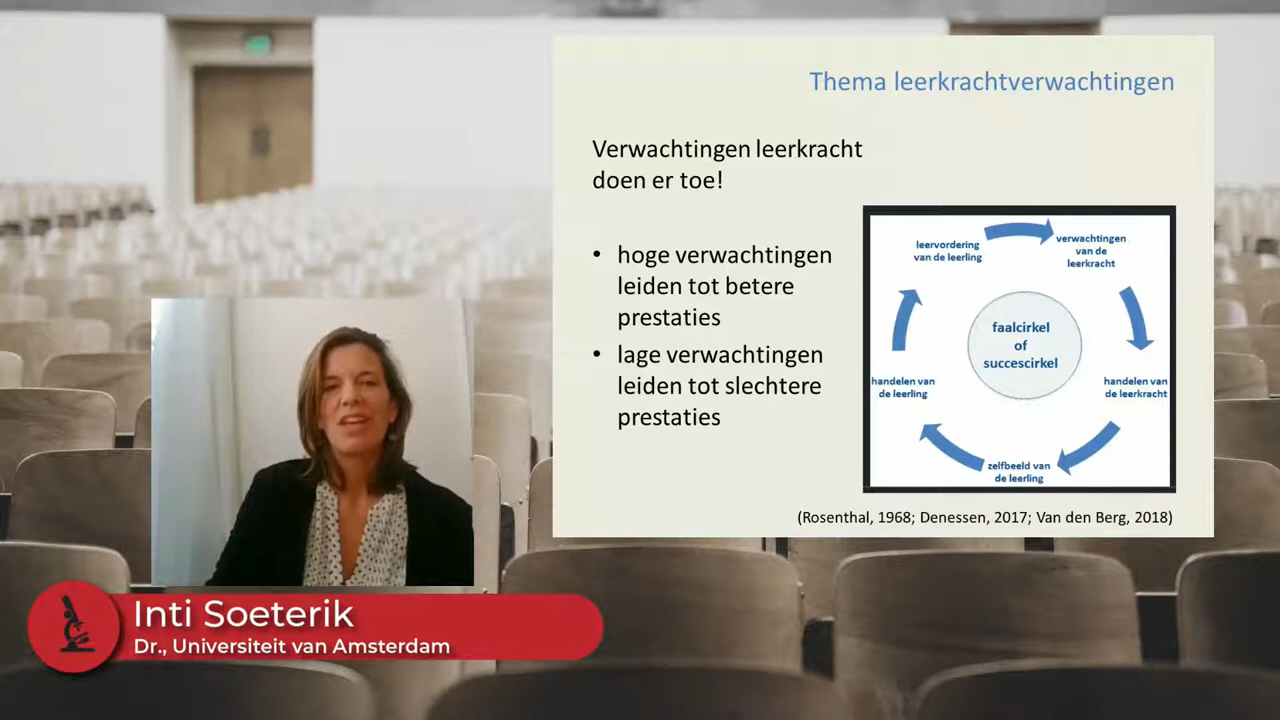 Thema leerkrachtverwachtingen
Verwachtingen leerkracht
doen er toe!
• hoge verwachtingen
leiden tot betere
prestaties
• lage verwachtingen
leiden tot slechtere
prestaties
leervordering
van de leerling
verwachtingen
van de
leerkracht
faalcirkel
of
succescirkel
handelen van
de leerling
handelen van
de leerkracht
zelfbeeld van
de leerling
(Rosenthal, 1968; Denessen, 2017; Van den Berg, 2018)
Inti Soeterik
Dr., Universiteit van Amsterdam